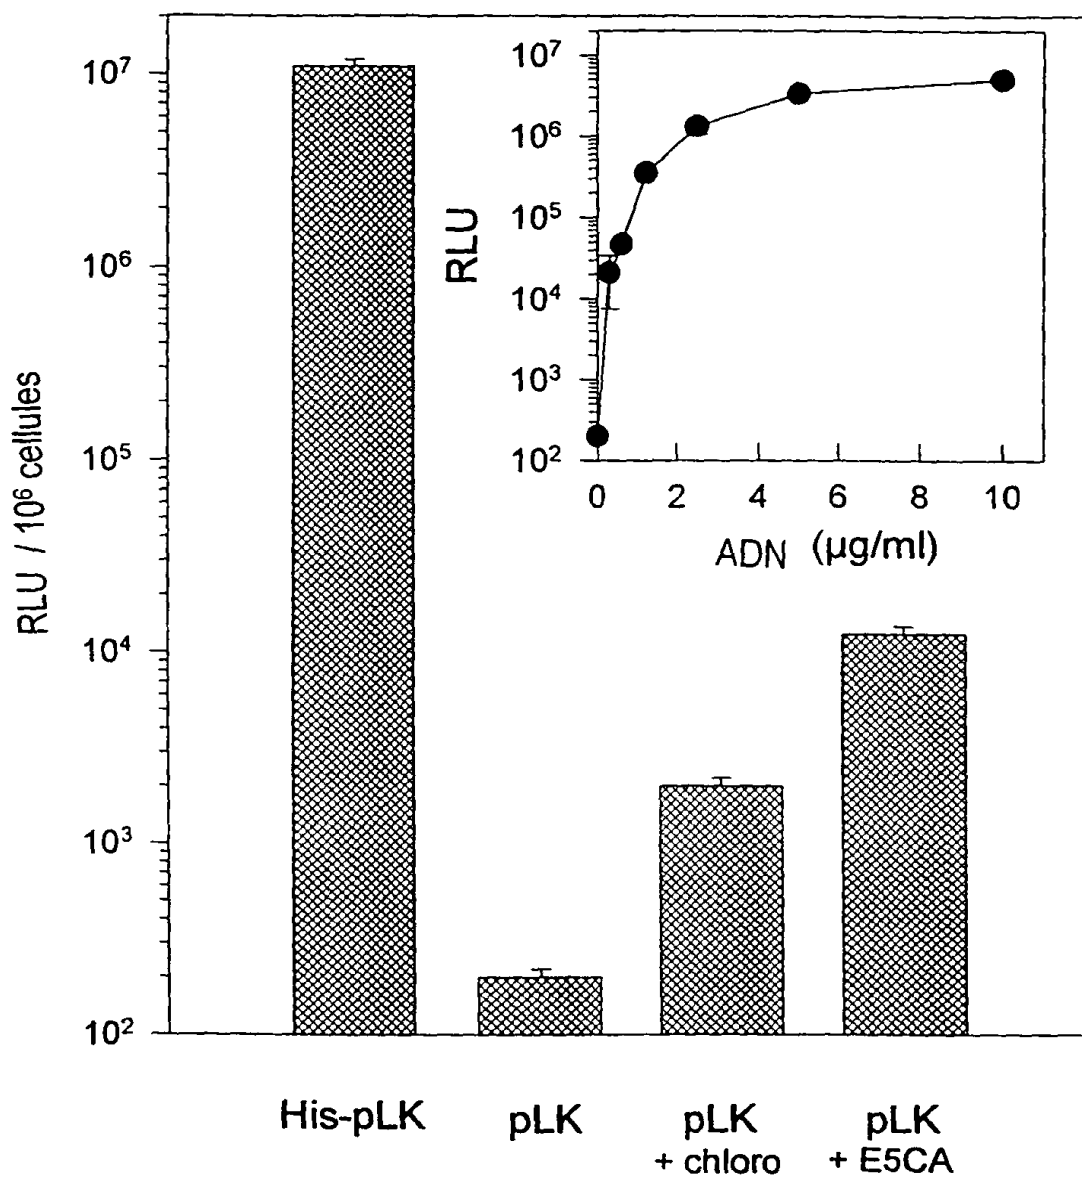 RLU / 10⁶ cellules
10⁷
10⁶
10⁵
10⁴
10³
10²
His-pLK
pLK
pLK
+ chloro
pLK
+ E5CA
RLU
10⁷
10⁶
10⁵
10⁴
10³
10²
0 2 4 6 8 10
ADN (µg/ml)